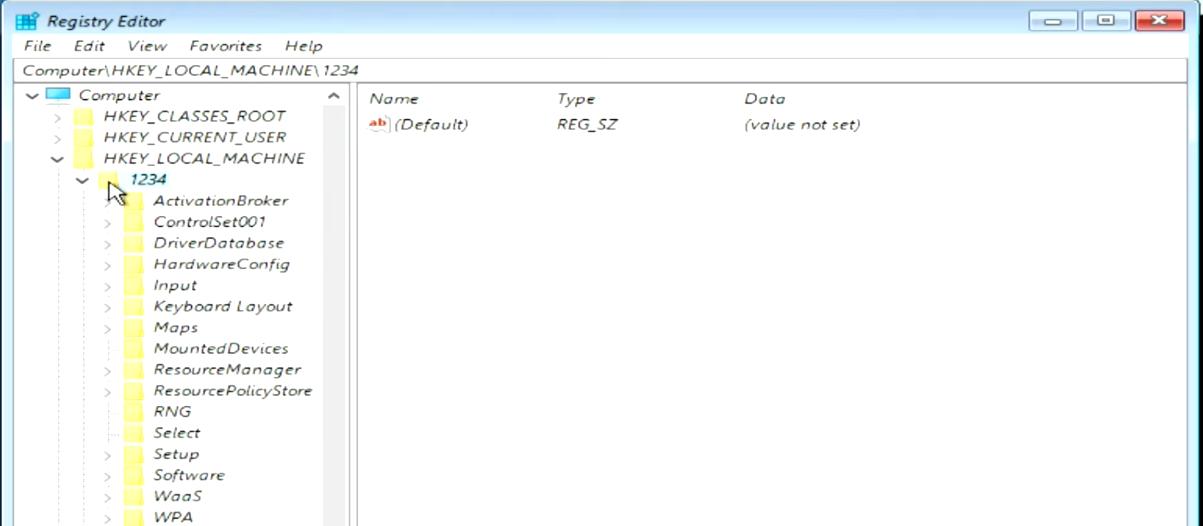 Registry Editor
File Edit View Favorites Help
Computer\HKEY_LOCAL_MACHINE\1234
Computer
HKEY_CLASSES_ROOT
HKEY_CURRENT_USER
HKEY_LOCAL_MACHINE
1234
ActivationBroker
ControlSet001
DriverDatabase
HardwareConfig
Input
Keyboard Layout
Maps
MountedDevices
ResourceManager
ResourcePolicyStore
RNG
Select
Setup
Software
WaaS
WPA
Name Type Data
ab (Default) REG_SZ (value not set)